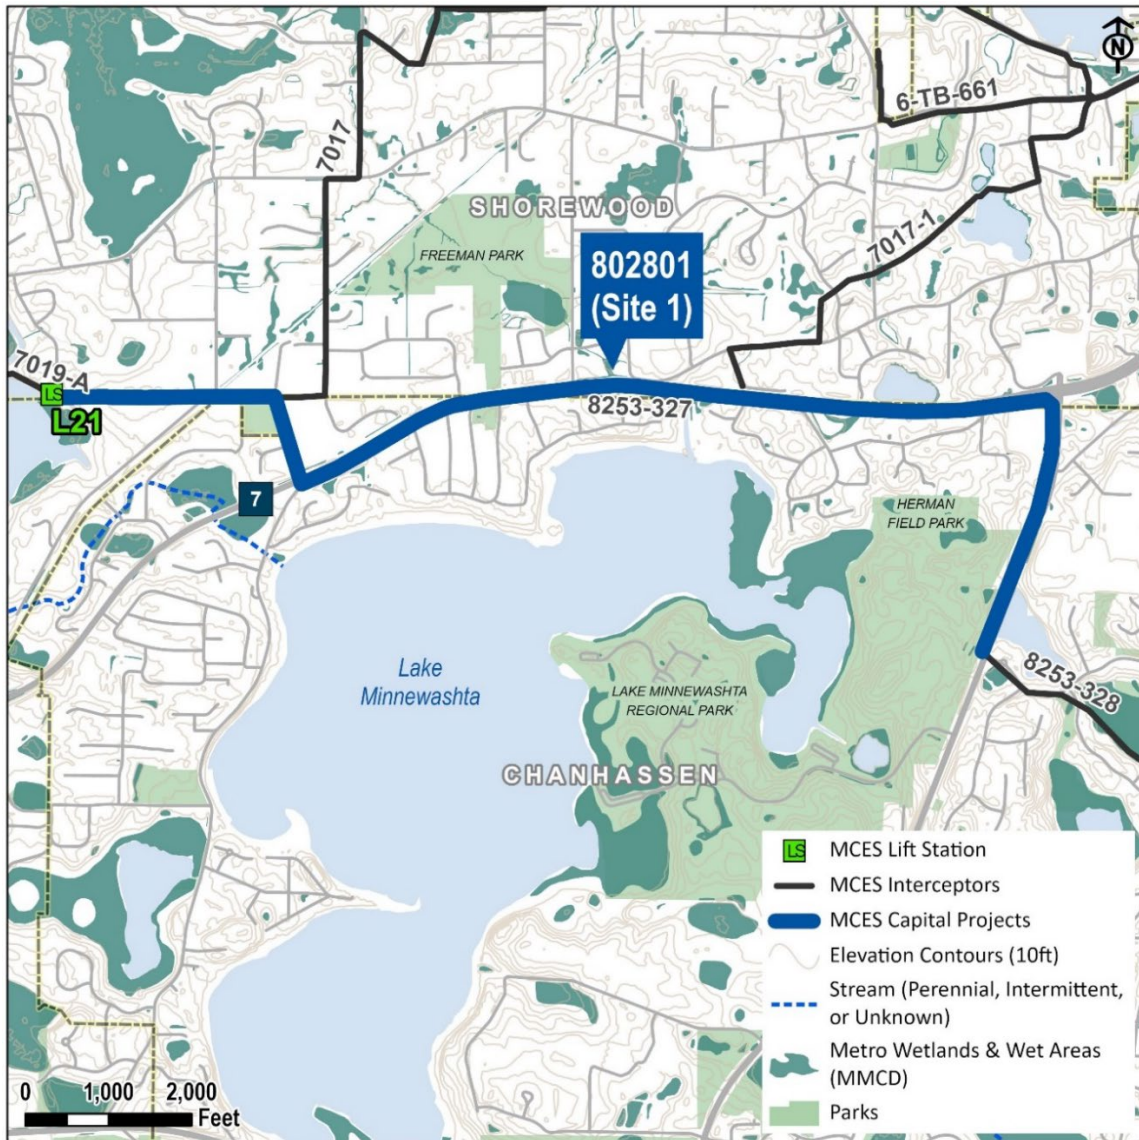 N
6-TB-661
7017
SHOREWOOD
FREEMAN PARK
7017-1
802801
(Site 1)
7019-A
LS
L21
8253-327
7
HERMAN
FIELD PARK
Lake
Minnewashta
LAKE MINNEWASHTA
REGIONAL PARK
8253-328
CHANHASSEN
LS MCES Lift Station
MCES Interceptors
MCES Capital Projects
Elevation Contours (10ft)
Stream (Perennial, Intermittent,
or Unknown)
Metro Wetlands & Wet Areas
(MMCD)
Parks
0 1,000 2,000
Feet